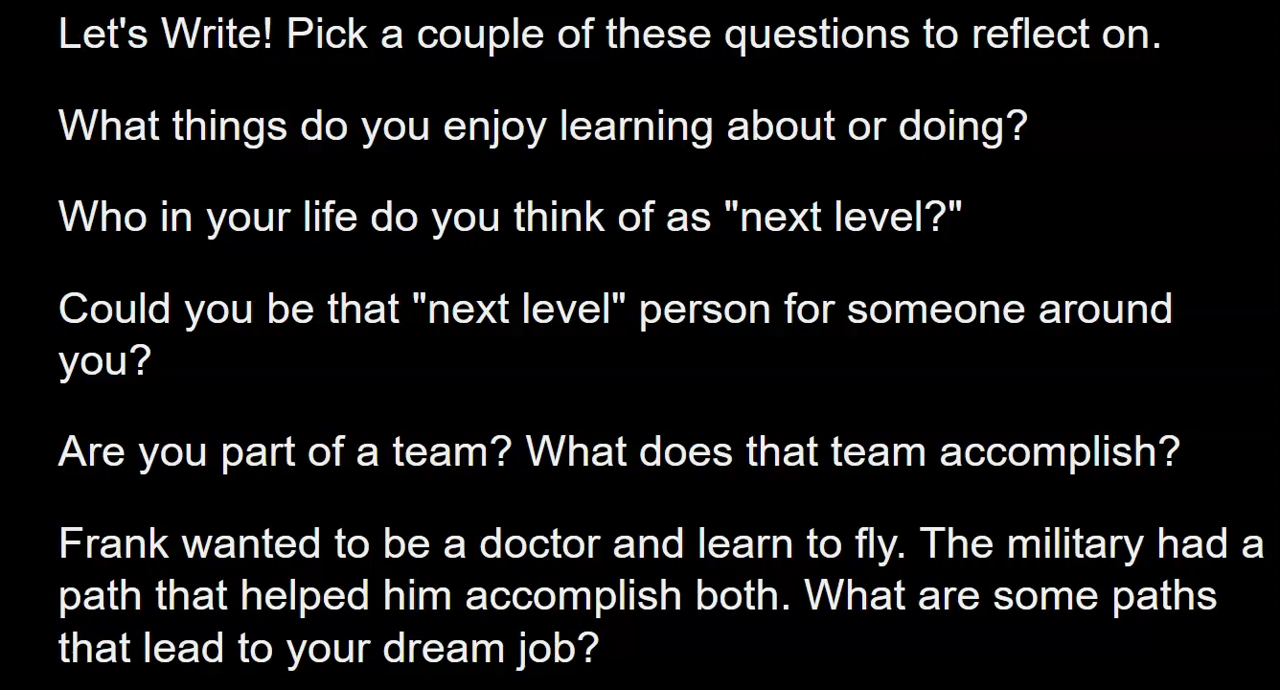 Let's Write! Pick a couple of these questions to reflect on.
What things do you enjoy learning about or doing?
Who in your life do you think of as "next level?"
Could you be that "next level" person for someone around
you?
Are you part of a team? What does that team accomplish?
Frank wanted to be a doctor and learn to fly. The military had a
path that helped him accomplish both. What are some paths
that lead to your dream job?